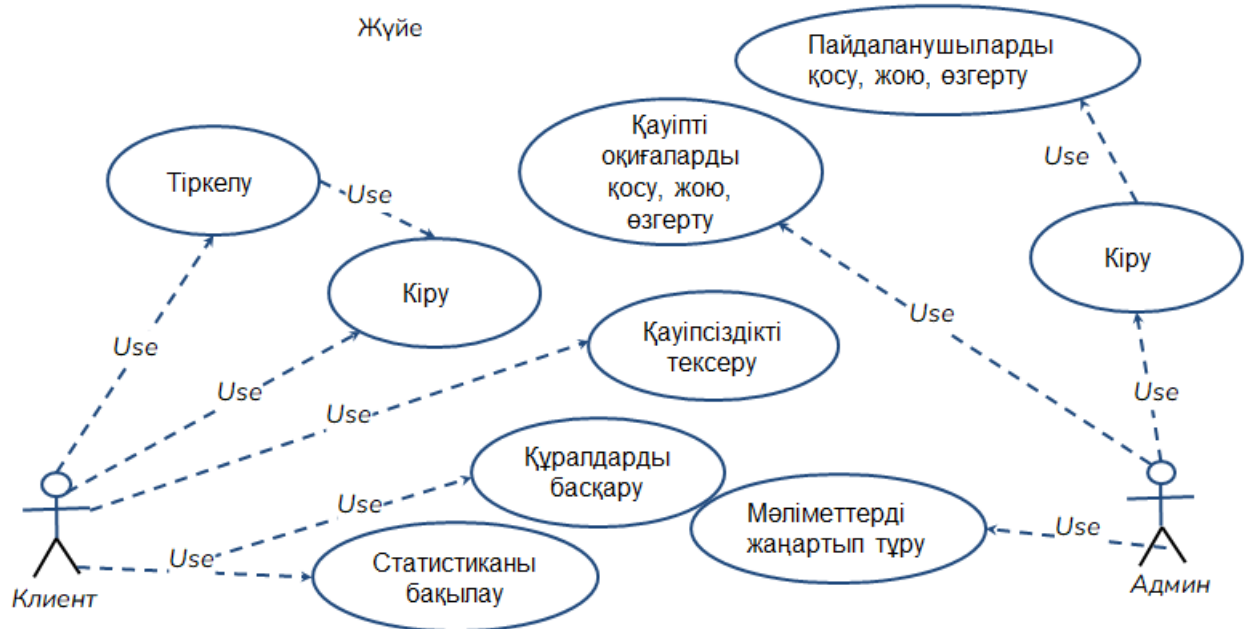 Жүйе
Пайдаланушыларды
қосу, жою, өзгерту
Қауіпті
оқиғаларды
қосу, жою,
өзгерту
Use
Тіркелу
Use
Кіру
Кіру
Use
Қауіпсіздікті
тексеру
Use
Use
Use
Use
Құралдарды
басқару
Use
Мәліметтерді
жаңартып тұру
Use
Use
Статистиканы
бақылау
Клиент
Админ